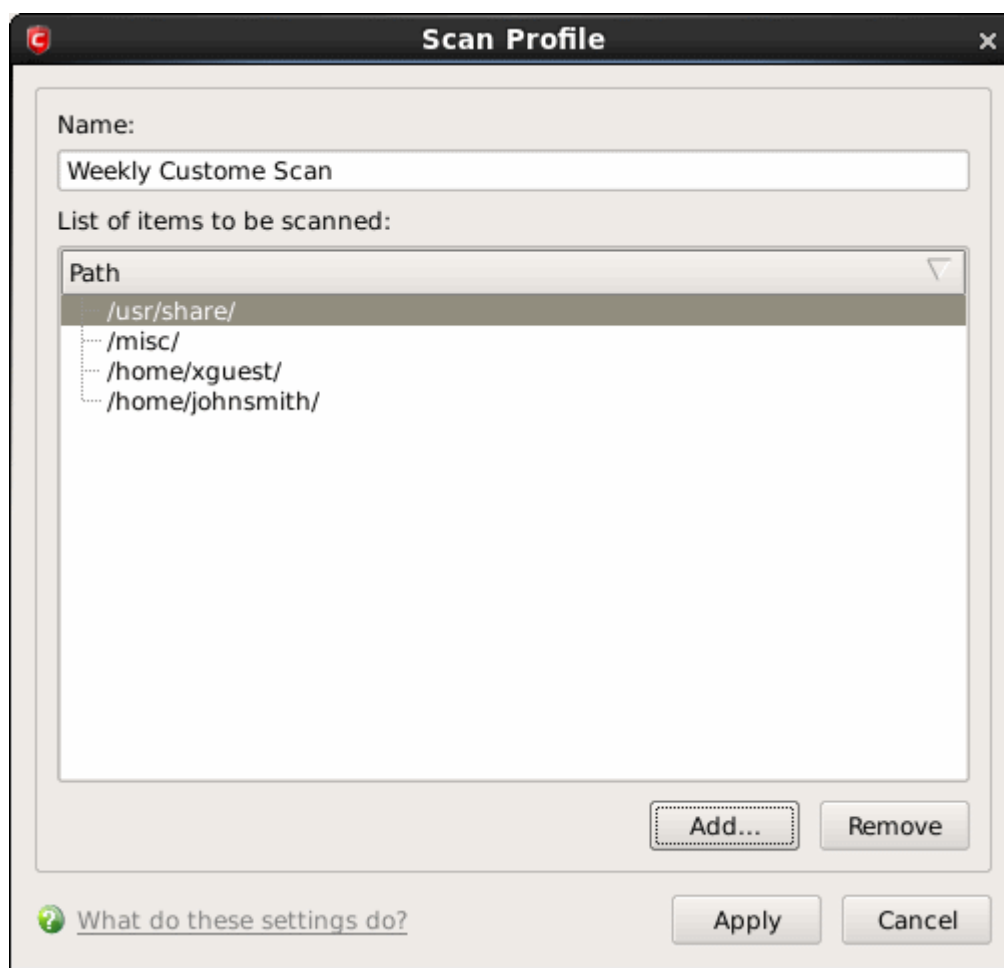 Scan Profile
Name:
Weekly Custome Scan
List of items to be scanned:
Path
/usr/share/
/misc/
/home/xguest/
/home/johnsmith/
Add... Remove
What do these settings do? Apply Cancel